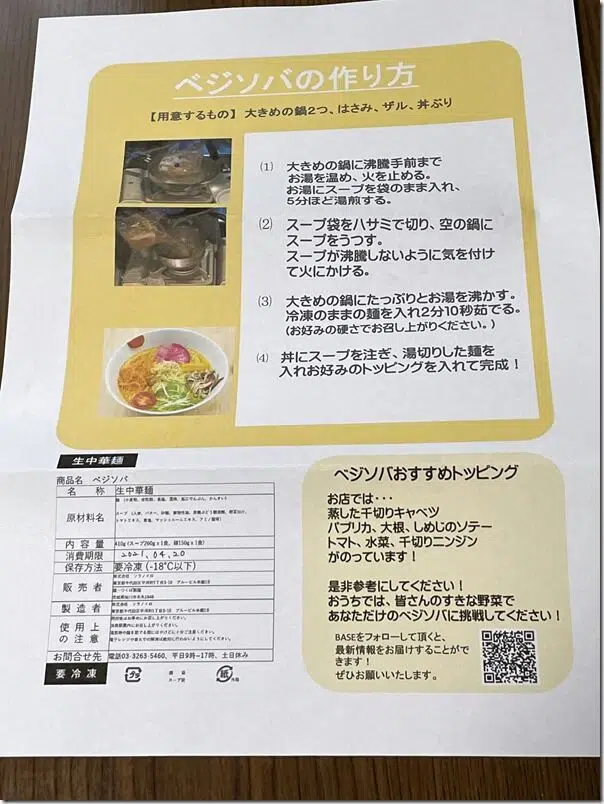 ベジソバの作り方
【用意するもの】 大きめの鍋２つ、はさみ、ザル、丼ぶり
(1) 大きめの鍋に沸騰手前まで
お湯を温め、火を止める。
お湯にスープを袋のまま入れ、
5分ほど湯煎する。
(2) スープ袋をハサミで切り、空の鍋に
スープをうつす。
スープが沸騰しないように気を付け
て火にかける。
(3) 大きめの鍋にたっぷりとお湯を沸かす。
冷凍のままの麺を入れ2分10秒茹でる。
(お好みの硬さでお召し上がりください。)
(4) 丼にスープを注ぎ、湯切りした麺を
入れお好みのトッピングを入れて完成！
生中華麺
商品名 ベジソバ
名 称 生中華麺
原材料名
内 容 量 410g (スープ260g×1食, 麺150g×1食)
消費期限 2021.04.20
保存方法 要冷凍 (-18℃以下)
販 売 者 株式会社 ソラノイロ
製 造 者 株式会社 ソラノイロ
使 用 上
の 注 意
お問合せ先 電話03-3263-5460、平日9時~17時、土日休み
要 冷 凍
プラ
紙
ベジソバおすすめトッピング
お店では・・・
蒸した千切りキャベツ
パプリカ、大根、しめじのソテー
トマト、水菜、千切りニンジン
がのっています！
是非参考にしてください！
おうちでは、皆さんのすきな野菜で
あなただけのベジソバに挑戦してください！
BASEをフォローして頂くと、
最新情報をお届けすることがで
きます！
ぜひお願いいたします。